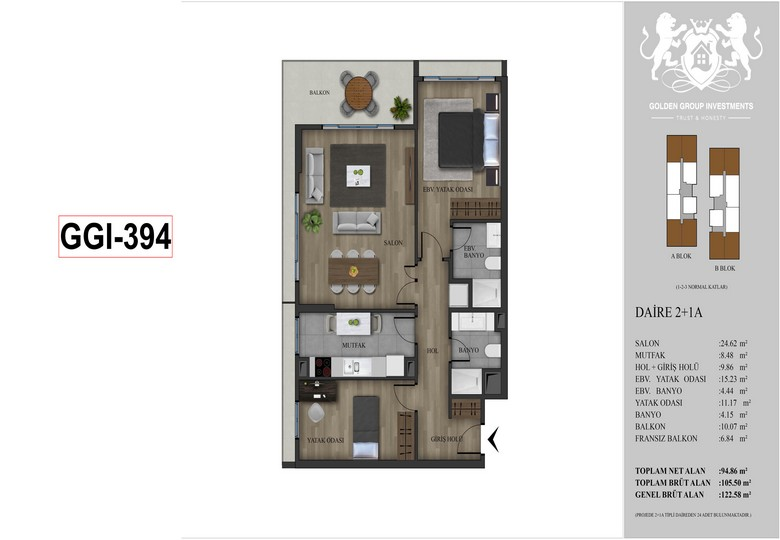 GGI-394
BALKON
EBV. YATAK ODASI
SALON
EBV.
BANYO
MUTFAK
HOL
BANYO
YATAK ODASI
GİRİŞ HOLÜ
GOLDEN GROUP INVESTMENTS
TRUST & HONESTY
A BLOK
B BLOK
(1-2-3 NORMAL KATLAR)
DAİRE 2+1A
SALON :24.62 m²
MUTFAK :8.48 m²
HOL + GİRİŞ HOLÜ :9.86 m²
EBV. YATAK ODASI :15.23 m²
EBV. BANYO :4.44 m²
YATAK ODASI :11.17 m²
BANYO :4.15 m²
BALKON :10.07 m²
FRANSIZ BALKON :6.84 m²
TOPLAM NET ALAN :94.86 m²
TOPLAM BRÜT ALAN :105.50 m²
GENEL BRÜT ALAN :122.58 m²
(PROJEDE 2+1A TİPLİ DAİREDEN 24 ADET BULUNMAKTADIR.)